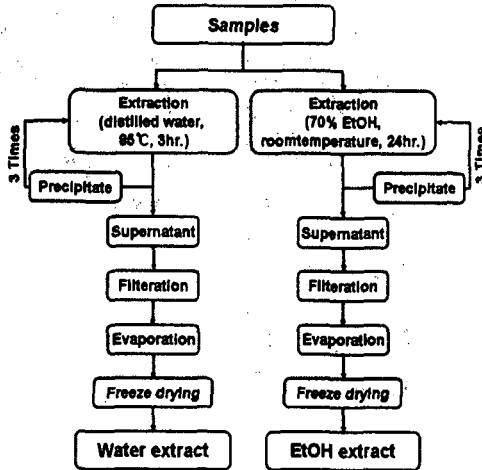 Samples
Extraction
(distilled water,
95℃, 3hr.)
3 Times
Precipitate
Supernatant
Filteration
Evaporation
Freeze drying
Water extract
Extraction
(70% EtOH,
roomtemperature, 24hr.)
3 Times
Precipitate
Supernatant
Filteration
Evaporation
Freeze drying
EtOH extract